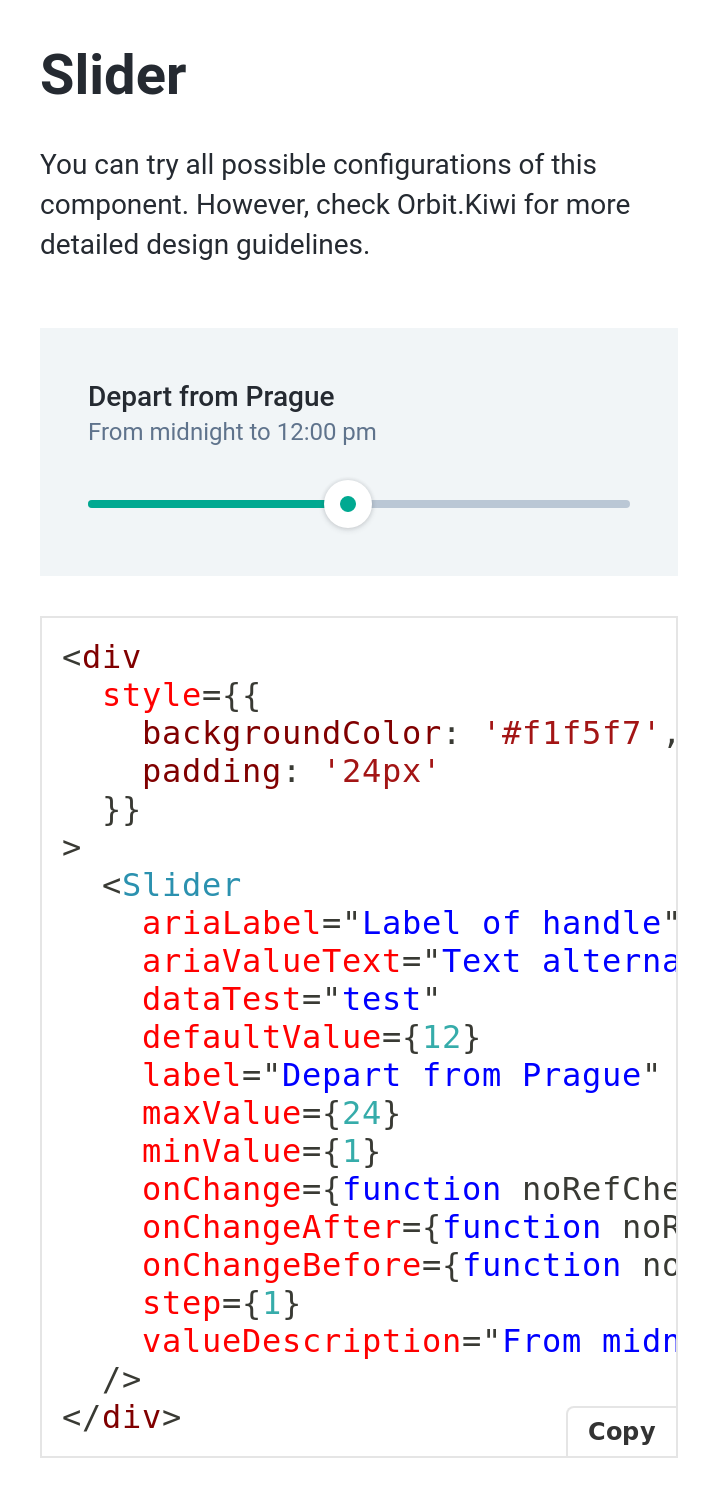 Slider
You can try all possible configurations of this
component. However, check Orbit.Kiwi for more
detailed design guidelines.
Depart from Prague
From midnight to 12:00 pm
<div
  style={{
    backgroundColor: '#f1f5f7',
    padding: '24px'
  }}
>
  <Slider
    ariaLabel="Label of handle"
    ariaValueText="Text alterna
    dataTest="test"
    defaultValue={12}
    label="Depart from Prague"
    maxValue={24}
    minValue={1}
    onChange={function noRefChe
    onChangeAfter={function noR
    onChangeBefore={function no
    step={1}
    valueDescription="From midn
  />
</div>
Copy